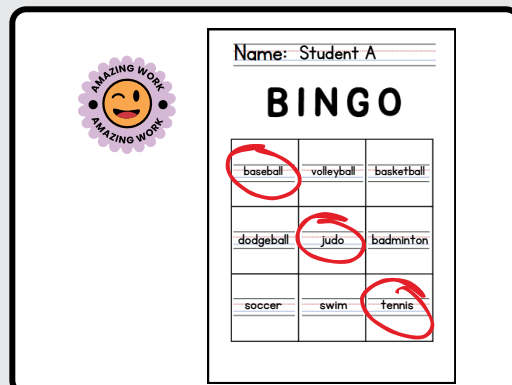 AMAZING WORK
AMAZING WORK
Name: Student A
BINGO
baseball volleyball basketball
dodgeball judo badminton
soccer swim tennis